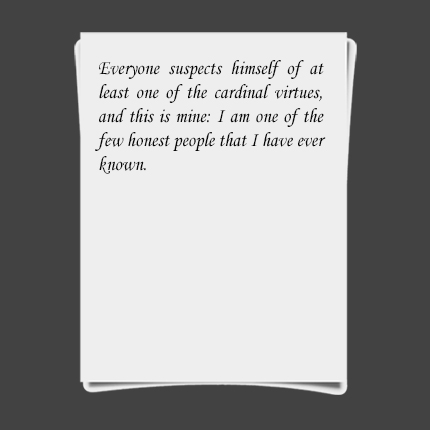 Everyone suspects himself of at
least one of the cardinal virtues,
and this is mine: I am one of the
few honest people that I have ever
known.